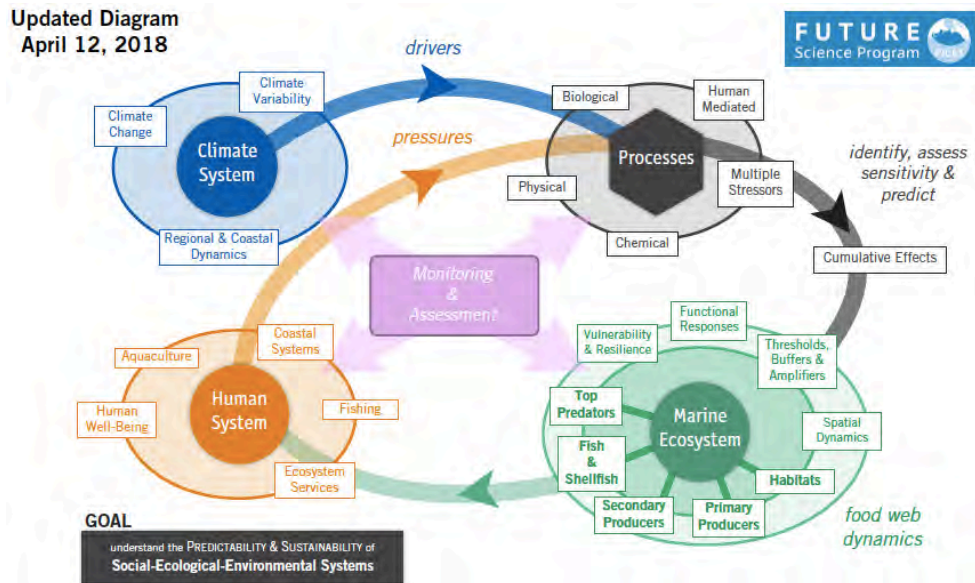 Updated Diagram
April 12, 2018
FUTURE
Science Program
PICES
drivers
pressures
Climate
Variability
Climate
Change
Climate
System
Regional & Coastal
Dynamics
Biological
Human
Mediated
Processes
Physical
Multiple
Stressors
Chemical
identify, assess
sensitivity &
predict
Cumulative Effects
Monitoring
&
Assessment
Aquaculture
Coastal
Systems
Human
Well-Being
Human
System
Fishing
Ecosystem
Services
Functional
Responses
Vulnerability
& Resilience
Thresholds,
Buffers &
Amplifiers
Top
Predators
Marine
Ecosystem
Spatial
Dynamics
Fish
&
Shellfish
Habitats
Secondary
Producers
Primary
Producers
food web
dynamics
GOAL
understand the PREDICTABILITY & SUSTAINABILITY of
Social-Ecological-Environmental Systems